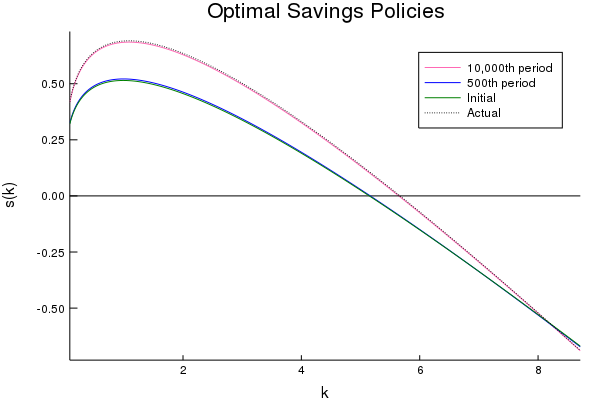 Optimal Savings Policies
10,000th period
500th period
Initial
Actual
s(k)
0.50
0.25
0.00
-0.25
-0.50
2
4
6
8
k